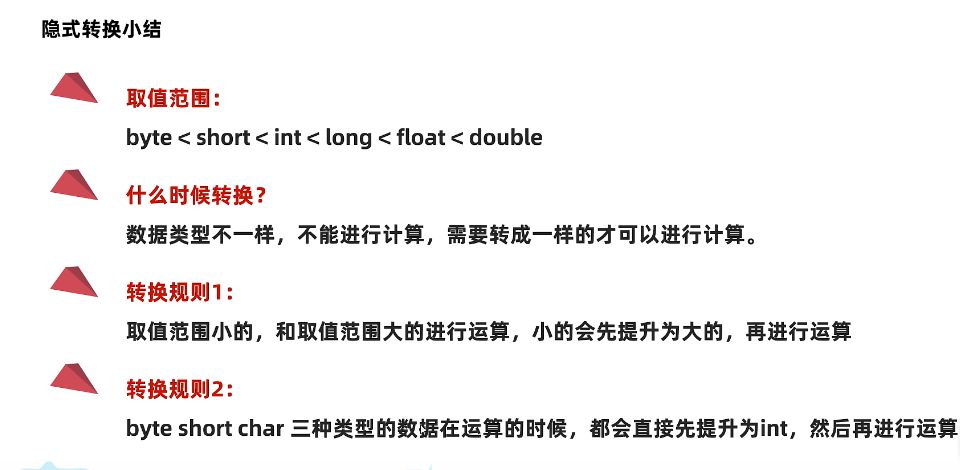 隐式转换小结
取值范围：
byte < short < int < long < float < double
什么时候转换？
数据类型不一样，不能进行计算，需要转成一样的才可以进行计算。
转换规则1：
取值范围小的，和取值范围大的进行运算，小的会先提升为大的，再进行运算
转换规则2：
byte short char 三种类型的数据在运算的时候，都会直接先提升为int，然后再进行运算